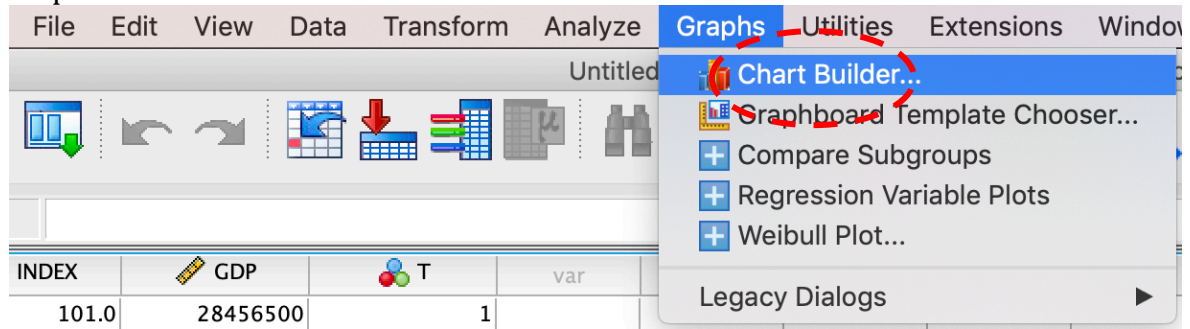 File Edit View Data Transform Analyze Graphs Utilities Extensions
Untitled
Chart Builder...
Graphboard Template Chooser...
Compare Subgroups
Regression Variable Plots
Weibull Plot...
Legacy Dialogs
INDEX GDP T var
101.0 28456500 1